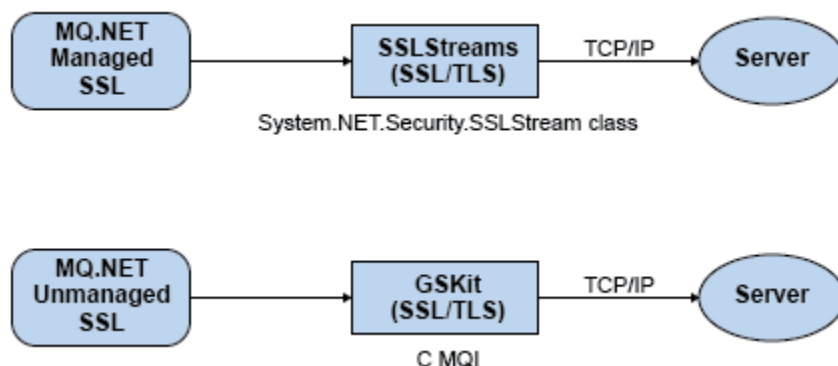 MQ.NET
Managed
SSL
SSLStreams
(SSL/TLS)
TCP/IP
Server
System.NET.Security.SSLStream class
MQ.NET
Unmanaged
SSL
GSKit
(SSL/TLS)
TCP/IP
Server
C MQI